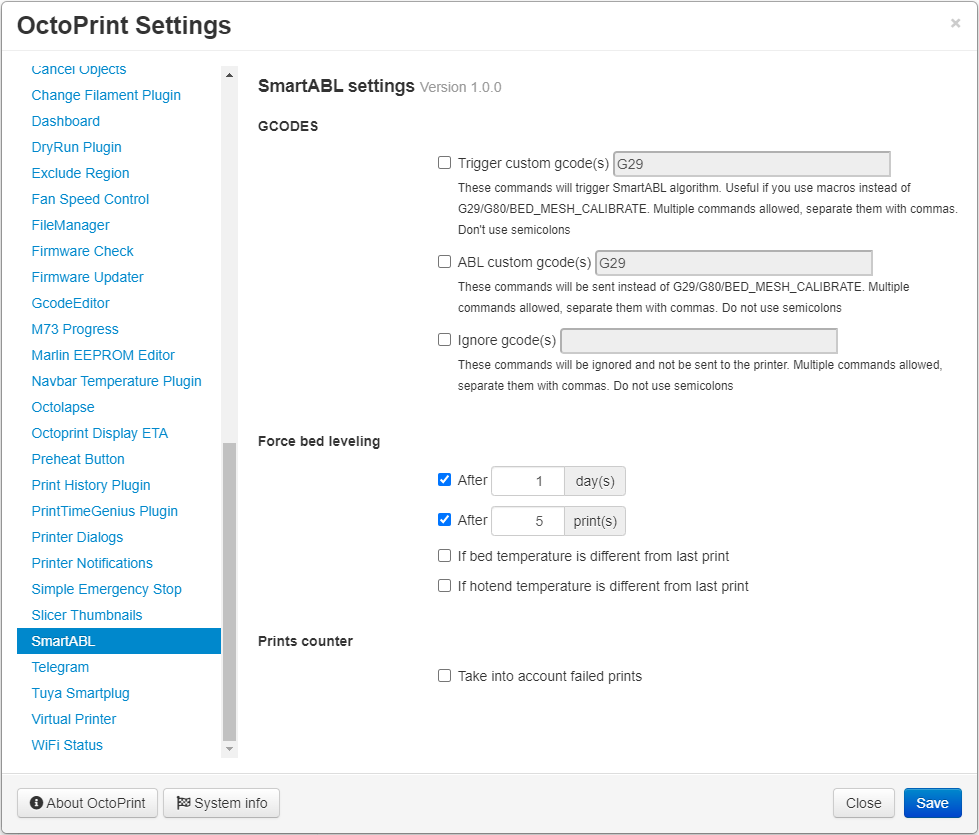 OctoPrint Settings
×
Cancel Objects
Change Filament Plugin
Dashboard
DryRun Plugin
Exclude Region
Fan Speed Control
FileManager
Firmware Check
Firmware Updater
GcodeEditor
M73 Progress
Marlin EEPROM Editor
Navbar Temperature Plugin
Octolapse
Octoprint Display ETA
Preheat Button
Print History Plugin
PrintTimeGenius Plugin
Printer Dialogs
Printer Notifications
Simple Emergency Stop
Slicer Thumbnails
SmartABL
Telegram
Tuya Smartplug
Virtual Printer
WiFi Status
SmartABL settings Version 1.0.0
GCODES
Trigger custom gcode(s) G29
These commands will trigger SmartABL algorithm. Useful if you use macros instead of
G29/G80/BED_MESH_CALIBRATE. Multiple commands allowed, separate them with commas.
Don't use semicolons
ABL custom gcode(s) G29
These commands will be sent instead of G29/G80/BED_MESH_CALIBRATE. Multiple
commands allowed, separate them with commas. Do not use semicolons
Ignore gcode(s)
These commands will be ignored and not be sent to the printer. Multiple commands allowed,
separate them with commas. Do not use semicolons
Force bed leveling
After 1 day(s)
After 5 print(s)
If bed temperature is different from last print
If hotend temperature is different from last print
Prints counter
Take into account failed prints
About OctoPrint System info Close Save